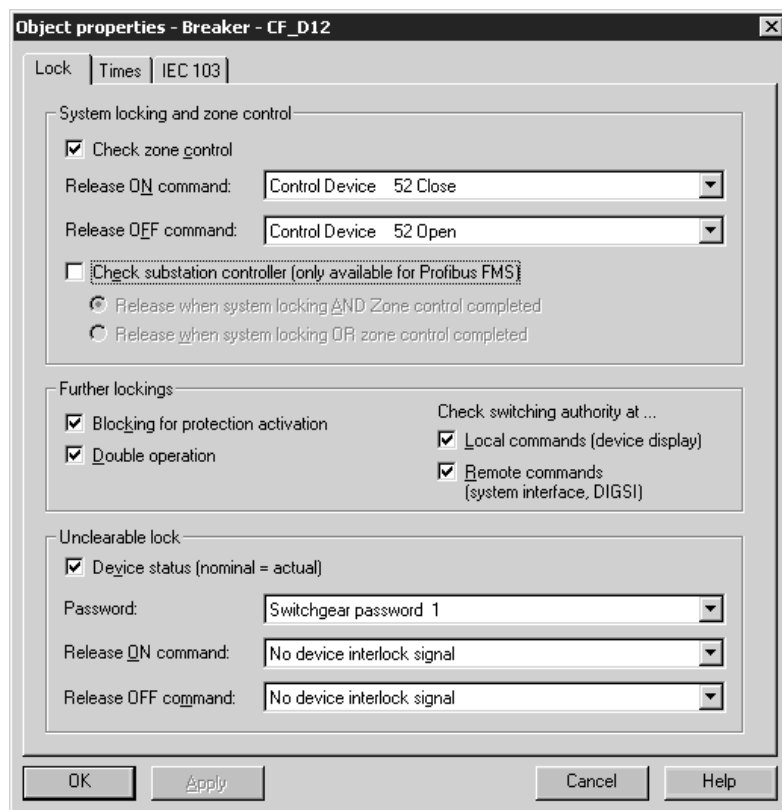 Object properties - Breaker - CF_D12
Lock
Times
IEC 103
System locking and zone control
Check zone control
Release ON command:
Control Device 52 Close
Release OFF command:
Control Device 52 Open
Check substation controller (only available for Profibus FMS)
Release when system locking AND Zone control completed
Release when system locking OR zone control completed
Further lockings
Blocking for protection activation
Double operation
Check switching authority at ...
Local commands (device display)
Remote commands
(system interface, DIGSI)
Unclearable lock
Device status (nominal = actual)
Password:
Switchgear password 1
Release ON command:
No device interlock signal
Release OFF command:
No device interlock signal
OK
Apply
Cancel
Help